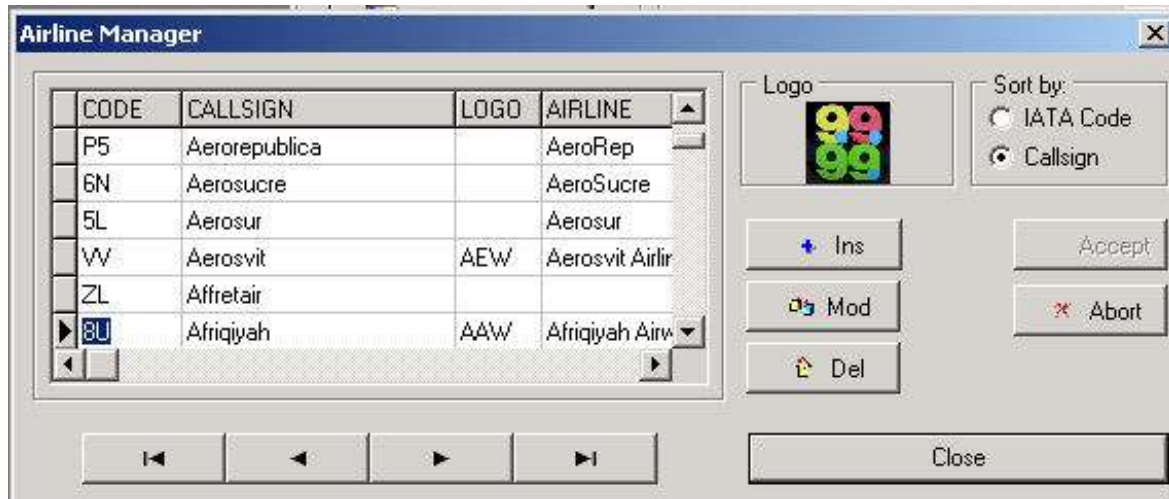 Airline Manager
CODE CALLSIGN LOGO AIRLINE
P5 Aerorepublica AeroRep
6N Aerosucre AeroSucre
5L Aerosur Aerosur
VV Aerosvit AEW Aerosvit Airlin
ZL Affretair
8U Afriqiyah AAW Afriqiyah Airw
Logo
Sort by:
IATA Code
Callsign
Ins
Mod
Del
Accept
Abort
Close